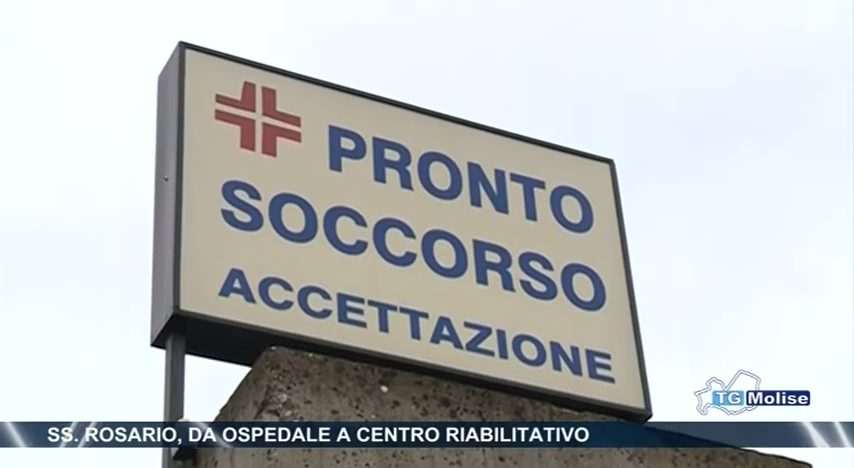 PRONTO
SOCCORSO
ACCETTAZIONE
TG Molise
SS. ROSARIO, DA OSPEDALE A CENTRO RIABILITATIVO